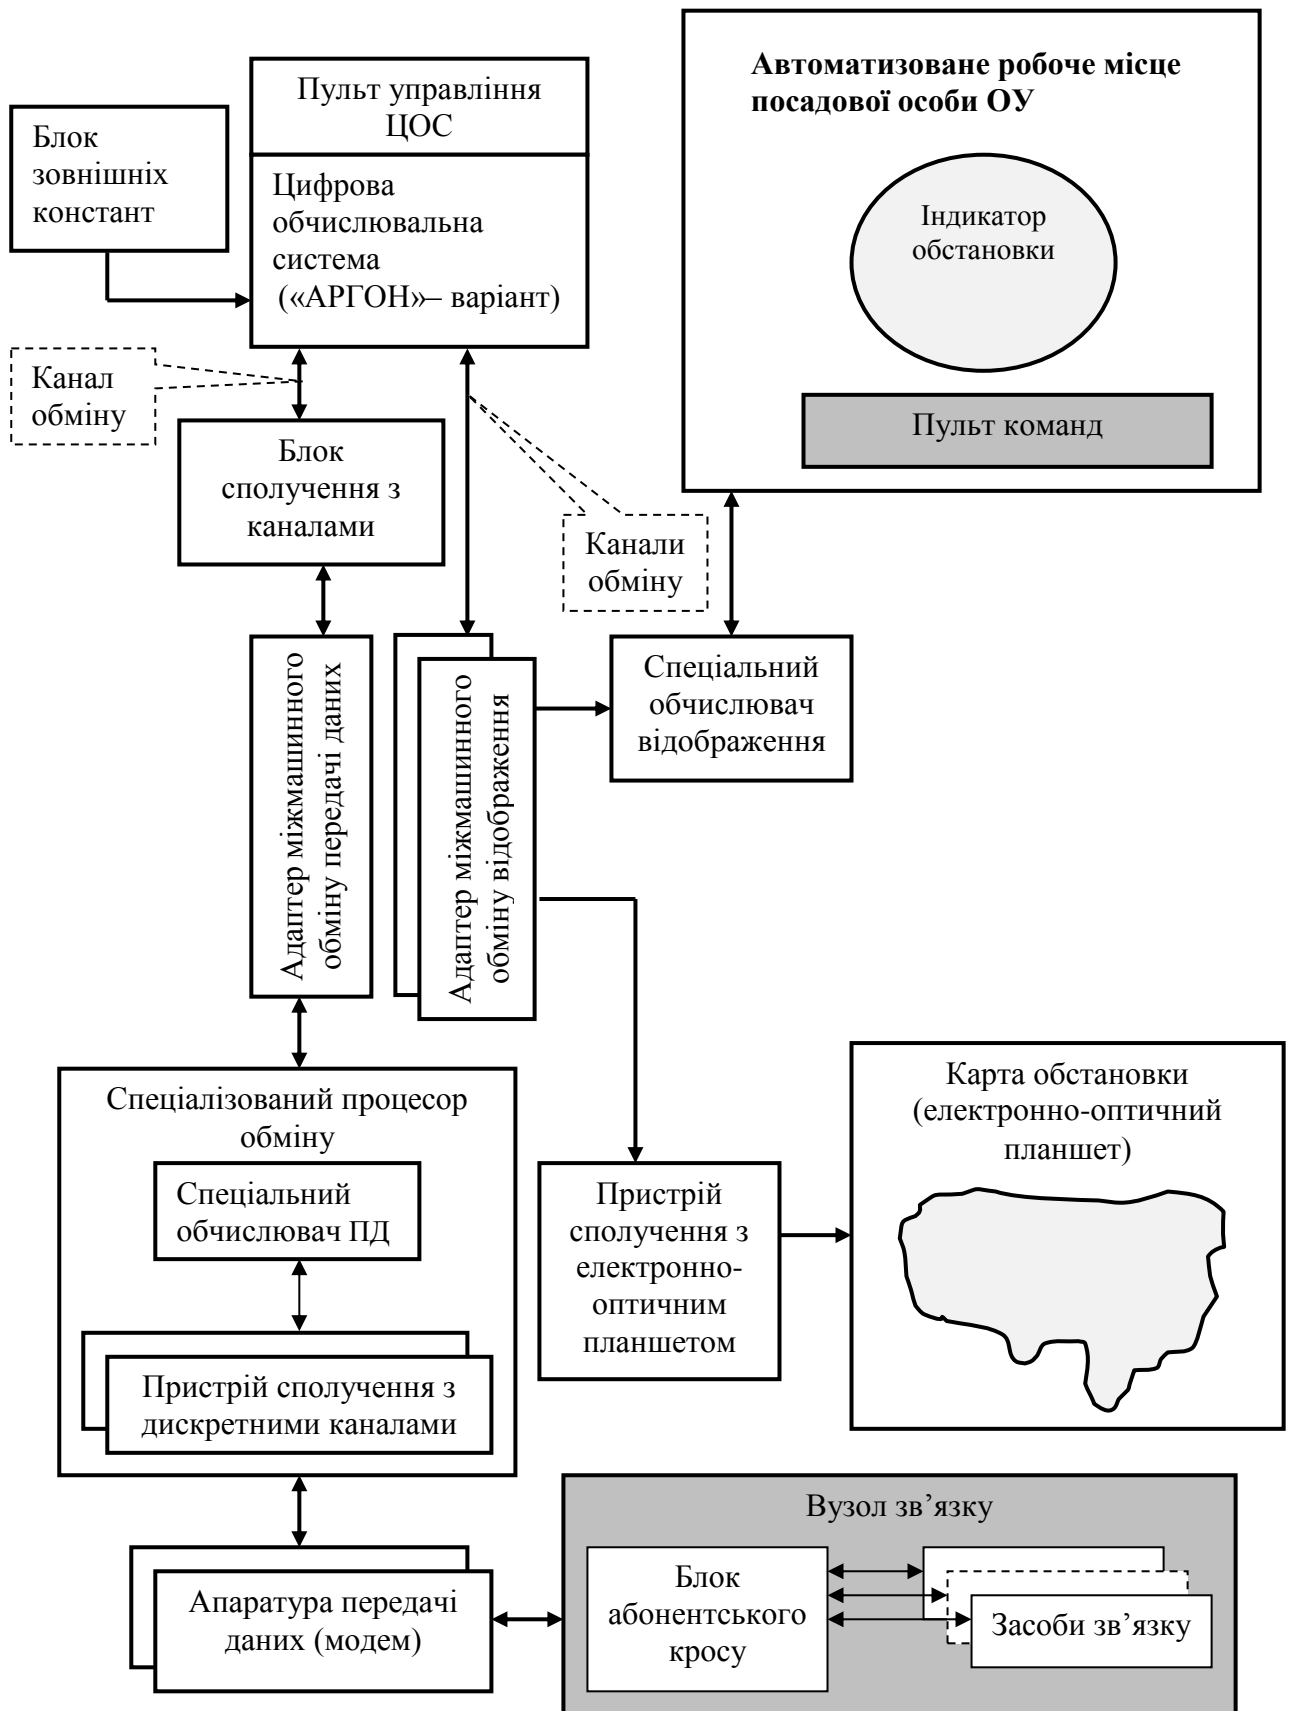 Пульт управління
ЦОС
Блок
зовнішніх
констант
Цифрова
обчислювальна
система
(«АРГОН»– варіант)
Автоматизоване робоче місце
посадової особи ОУ
Індикатор
обстановки
Пульт команд
Канал
обміну
Блок
сполучення з
каналами
Канали
обміну
Адаптер міжмашинного
обміну передачі даних
Адаптер міжмашинного
обміну відображення
Спеціальний
обчислювач
відображення
Спеціалізований процесор
обміну
Спеціальний
обчислювач ПД
Пристрій сполучення з
дискретними каналами
Пристрій
сполучення з
електронно-
оптичним
планшетом
Карта обстановки
(електронно-оптичний
планшет)
Апаратура передачі
даних (модем)
Вузол зв’язку
Блок
абонентського
кросу
Засоби зв’язку